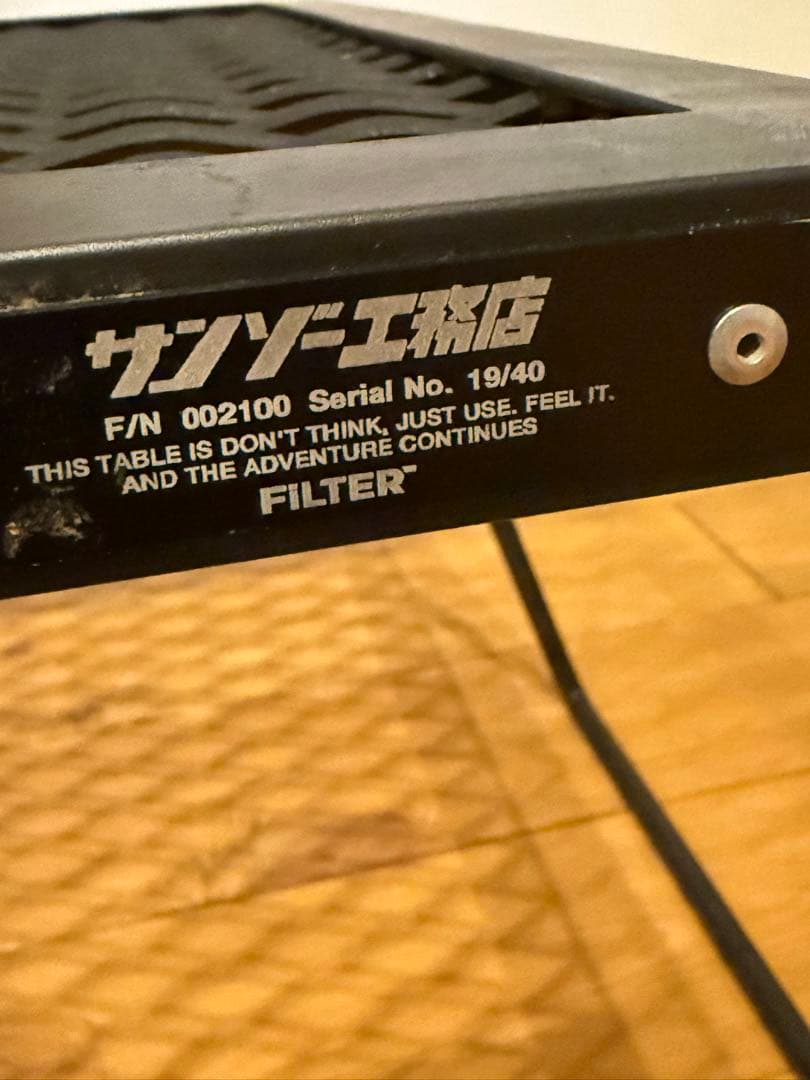 サンゾー工務店
F/N 002100 Serial No. 19/40
THIS TABLE IS DON'T THINK, JUST USE. FEEL IT.
AND THE ADVENTURE CONTINUES
FILTER